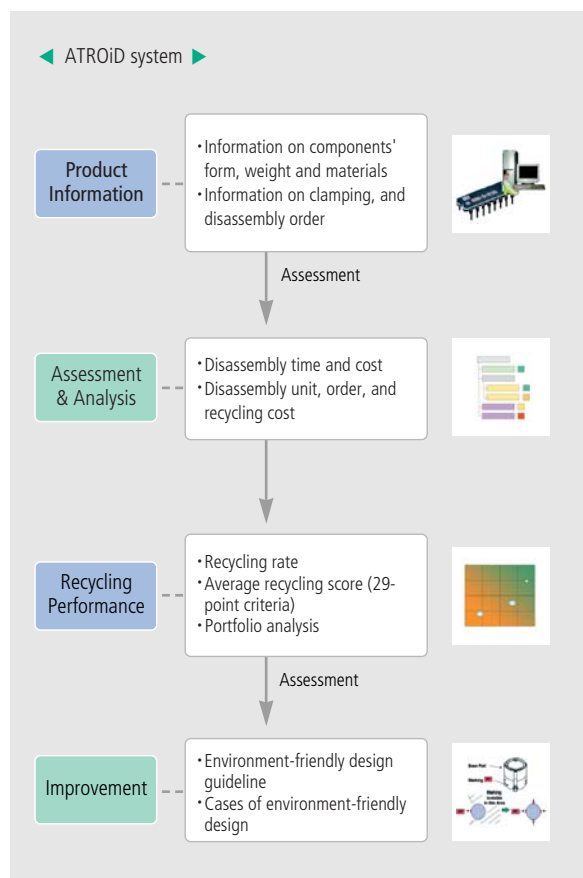 ◀ ATROiD system ▶
Product
Information
·Information on components'
form, weight and materials
·Information on clamping, and
disassembly order
Assessment
Assessment
& Analysis
·Disassembly time and cost
·Disassembly unit, order, and
recycling cost
Recycling
Performance
·Recycling rate
·Average recycling score (29-
point criteria)
·Portfolio analysis
Assessment
Improvement
·Environment-friendly design
guideline
·Cases of environment-friendly
design
Marking